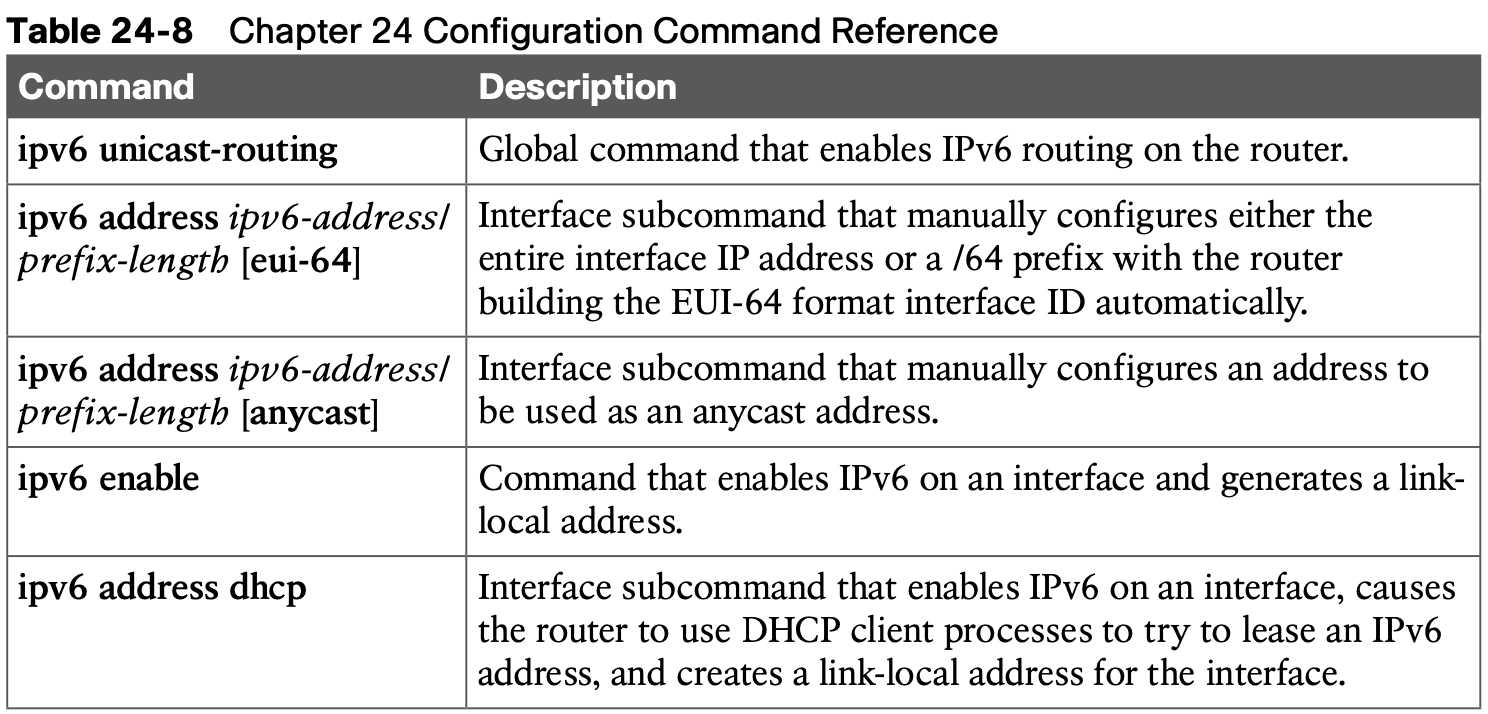 Table 24-8 Chapter 24 Configuration Command Reference
Command Description
ipv6 unicast-routing Global command that enables IPv6 routing on the router.
ipv6 address ipv6-address/
prefix-length [eui-64]
Interface subcommand that manually configures either the
entire interface IP address or a /64 prefix with the router
building the EUI-64 format interface ID automatically.
ipv6 address ipv6-address/
prefix-length [anycast]
Interface subcommand that manually configures an address to
be used as an anycast address.
ipv6 enable
Command that enables IPv6 on an interface and generates a link-
local address.
ipv6 address dhcp
Interface subcommand that enables IPv6 on an interface, causes
the router to use DHCP client processes to try to lease an IPv6
address, and creates a link-local address for the interface.